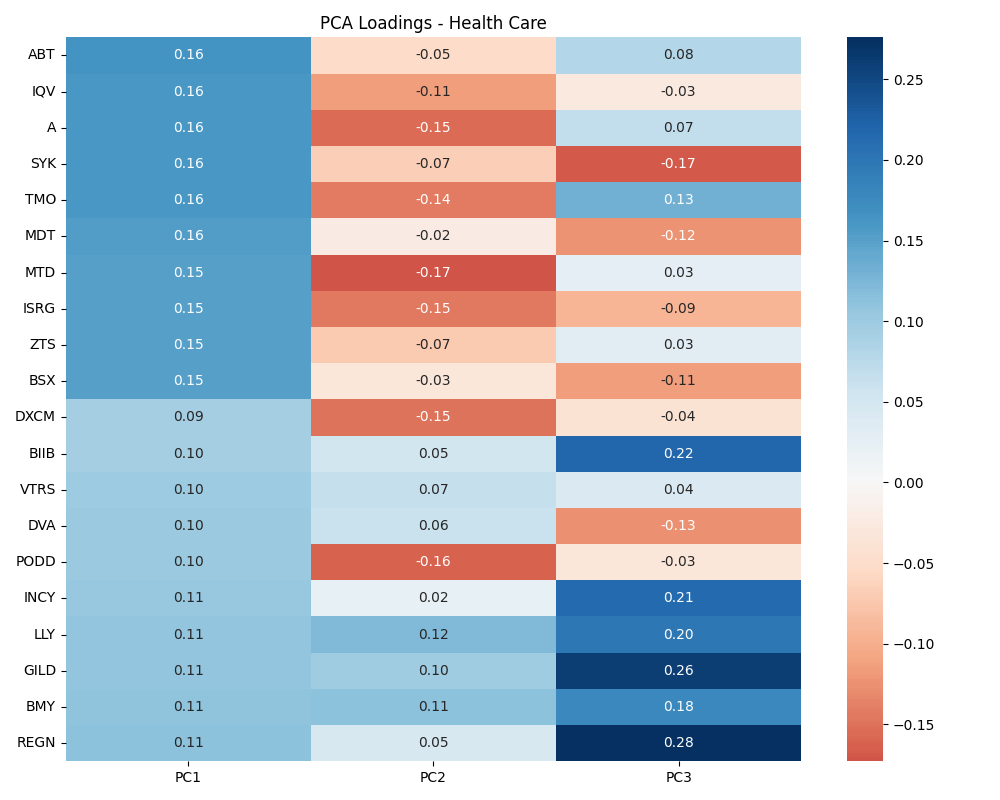 PCA Loadings - Health Care
ABT 0.16 -0.05 0.08
IQV 0.16 -0.11 -0.03
A 0.16 -0.15 0.07
SYK 0.16 -0.07 -0.17
TMO 0.16 -0.14 0.13
MDT 0.16 -0.02 -0.12
MTD 0.15 -0.17 0.03
ISRG 0.15 -0.15 -0.09
ZTS 0.15 -0.07 0.03
BSX 0.15 -0.03 -0.11
DXCM 0.09 -0.15 -0.04
BIIB 0.10 0.05 0.22
VTRS 0.10 0.07 0.04
DVA 0.10 0.06 -0.13
PODD 0.10 -0.16 -0.03
INCY 0.11 0.02 0.21
LLY 0.11 0.12 0.20
GILD 0.11 0.10 0.26
BMY 0.11 0.11 0.18
REGN 0.11 0.05 0.28
PC1 PC2 PC3
0.25
0.20
0.15
0.10
0.05
0.00
−0.05
−0.10
−0.15